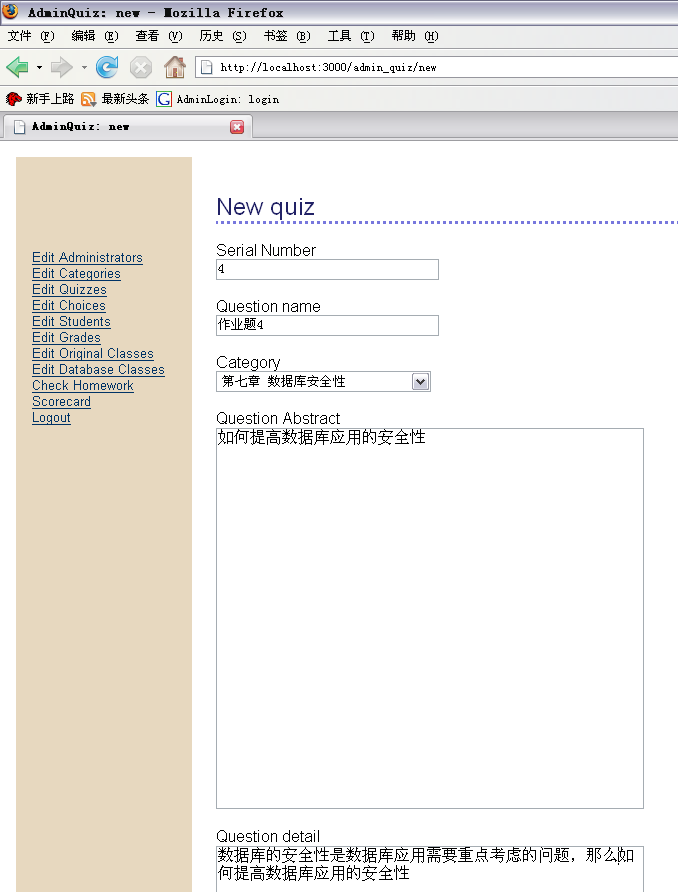 AdminQuiz: new - Mozilla Firefox
文件 (F) 编辑 (E) 查看 (V) 历史 (S) 书签 (B) 工具 (T) 帮助 (H)
http://localhost:3000/admin_quiz/new
新手上路 最新头条 G AdminLogin: login
AdminQuiz: new
Edit Administrators
Edit Categories
Edit Quizzes
Edit Choices
Edit Students
Edit Grades
Edit Original Classes
Edit Database Classes
Check Homework
Scorecard
Logout
New quiz
Serial Number
4
Question name
作业题4
Category
第七章 数据库安全性
Question Abstract
如何提高数据库应用的安全性
Question detail
数据库的安全性是数据库应用需要重点考虑的问题，那么如
何提高数据库应用的安全性